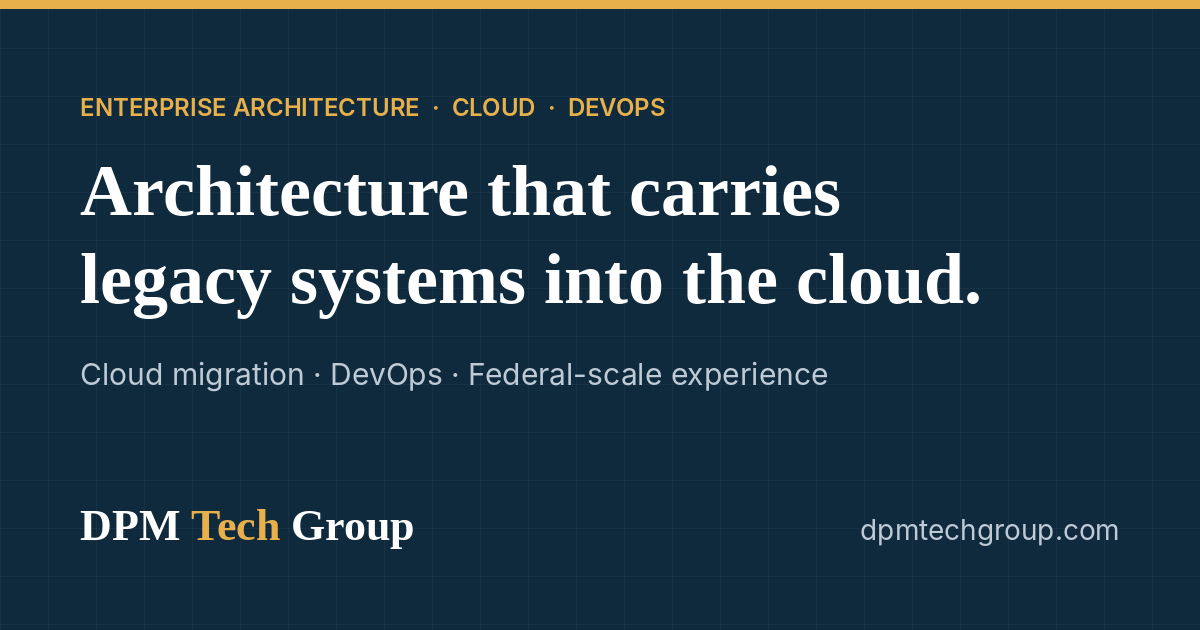 ENTERPRISE ARCHITECTURE · CLOUD · DEVOPS
Architecture that carries
legacy systems into the cloud.
Cloud migration · DevOps · Federal-scale experience
DPM Tech Group
dpmtechgroup.com